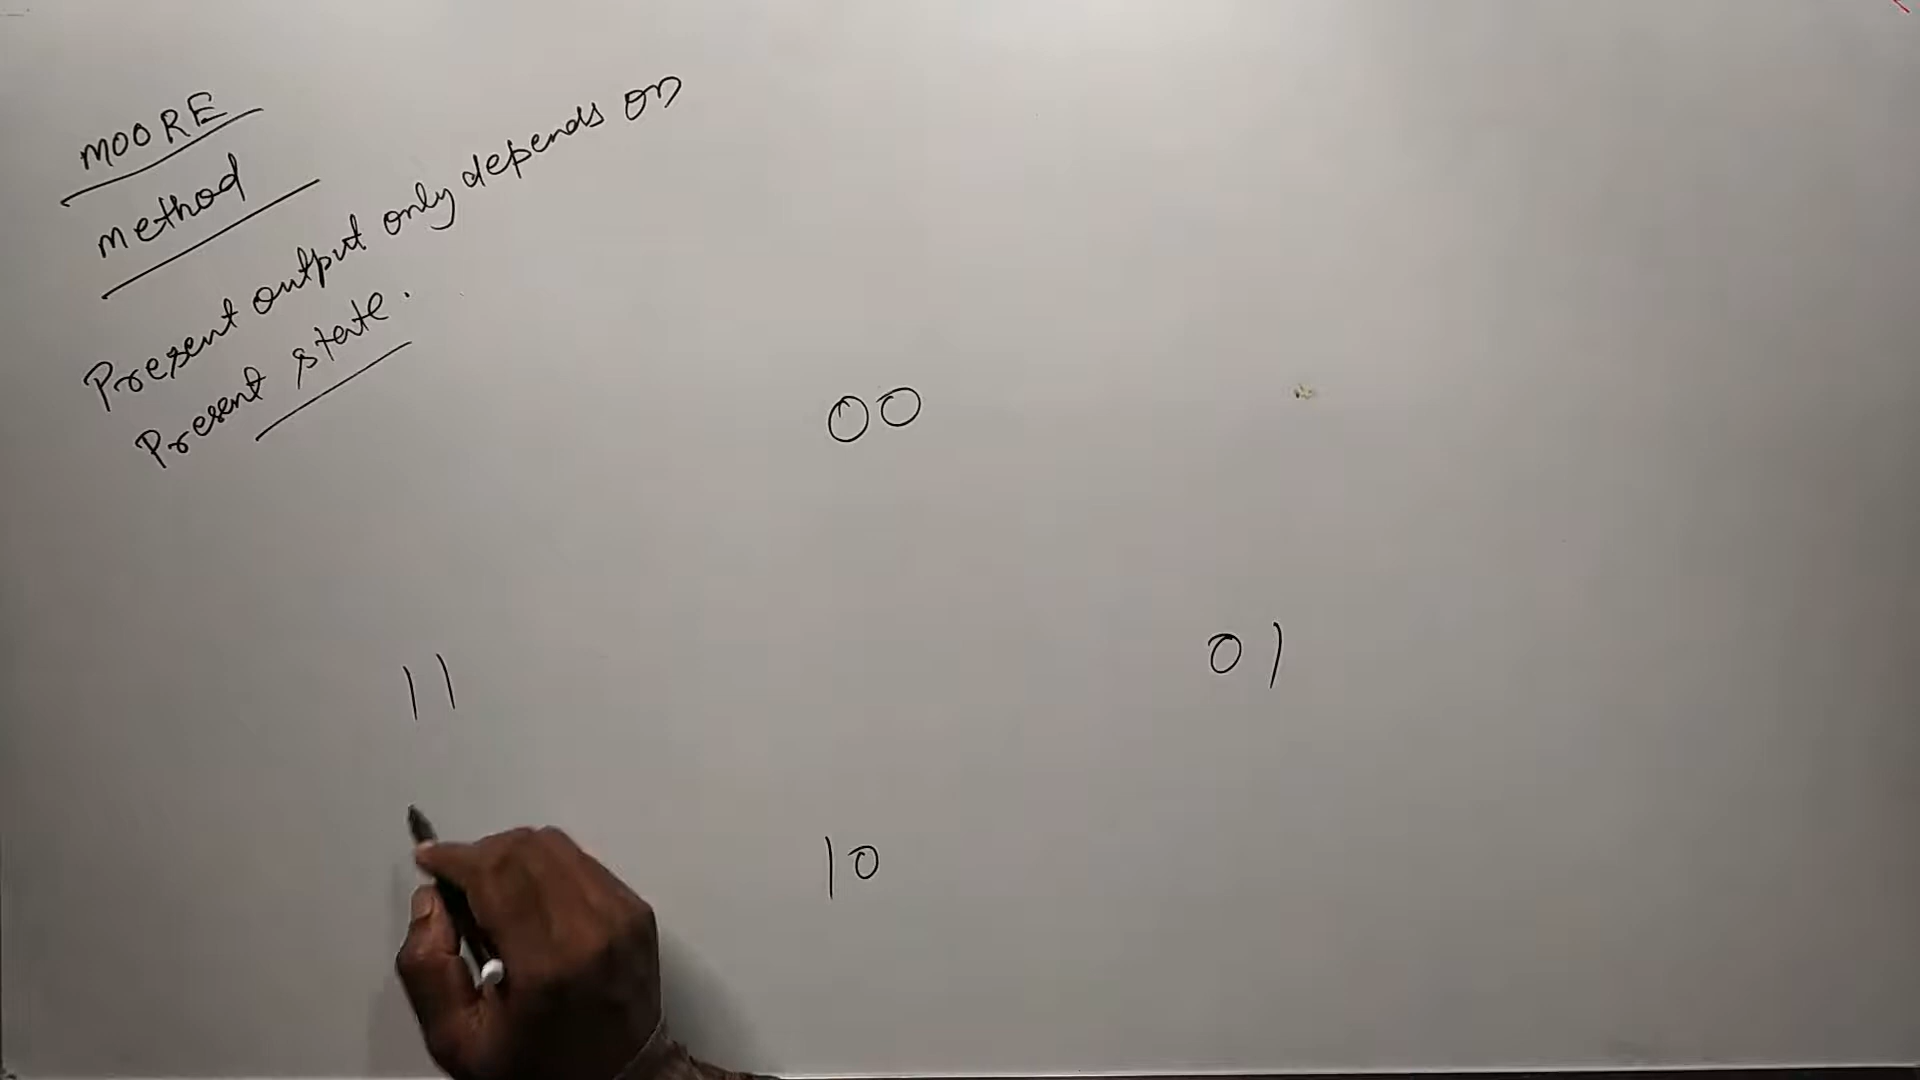 MOORE
Method
Present output only depends on
Present state.
00
11
01
10